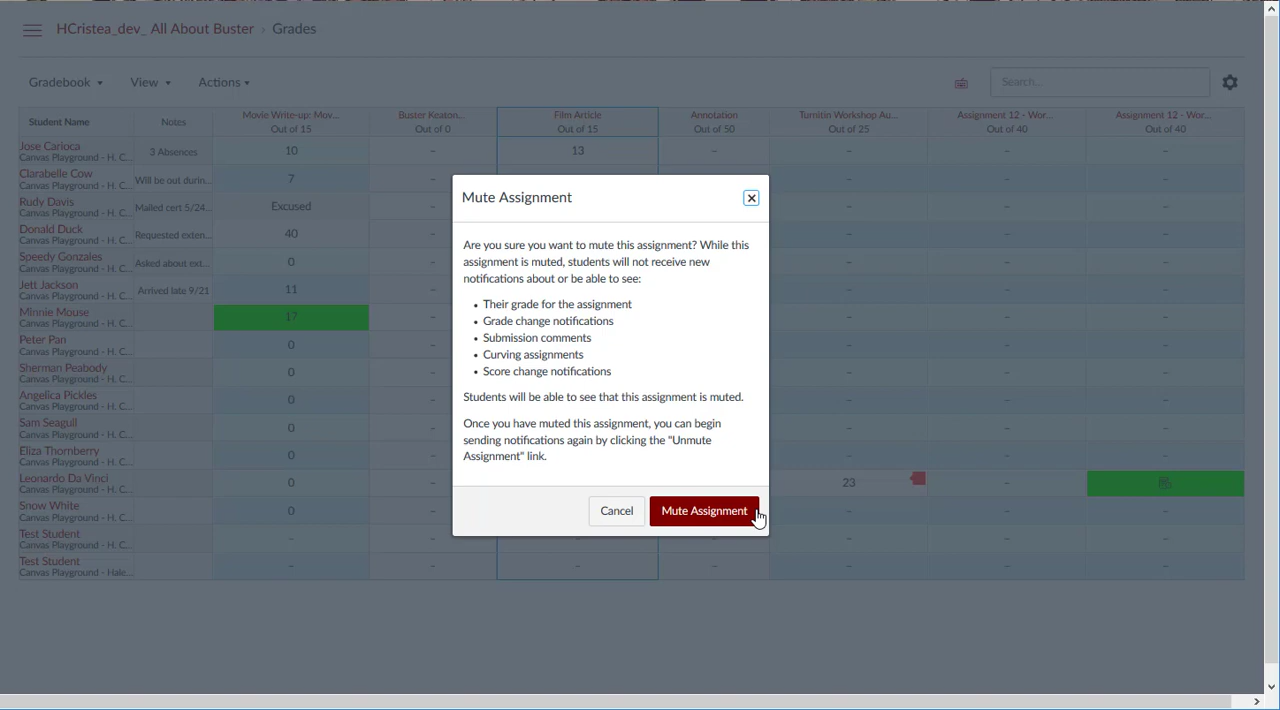 HCristea_dev_ All About Buster › Grades
Gradebook View Actions Search...
Student Name Notes Movie Write-up: Mov... Out of 15 Buster Keaton... Out of 0 Film Article Out of 15 Annotation Out of 50 Turnitin Workshop Au... Out of 25 Assignment 12 - Wor... Out of 40 Assignment 12 - Wor... Out of 40
Jose Carioca 3 Absences 10 – 13 – – – –
Canvas Playground - H. C...
Clarabelle Cow Will be out durin... 7 – – – –
Canvas Playground - H. C...
Rudy Davis Mailed cert 5/24... Excused – – – –
Canvas Playground - H. C...
Donald Duck Requested exten... 40 – – – –
Canvas Playground - H. C...
Speedy Gonzales Asked about ext... 0 – – – –
Canvas Playground - H. C...
Jett Jackson Arrived late 9/21 11 – – – –
Canvas Playground - H. C...
Minnie Mouse 17 – – – –
Canvas Playground - H. C...
Peter Pan 0 – – – –
Canvas Playground - H. C...
Sherman Peabody 0 – – – –
Canvas Playground - H. C...
Angelica Pickles 0 – – – –
Canvas Playground - H. C...
Sam Seagull 0 – – – –
Canvas Playground - H. C...
Eliza Thornberry 0 – – – –
Canvas Playground - H. C...
Leonardo Da Vinci 0 – 23 –
Canvas Playground - H. C...
Snow White 0 – – – –
Canvas Playground - H. C...
Test Student – – – – – – –
Canvas Playground - H. C...
Test Student – – – – – – –
Canvas Playground - Hale...
Mute Assignment
Are you sure you want to mute this assignment? While this
assignment is muted, students will not receive new
notifications about or be able to see:
• Their grade for the assignment
• Grade change notifications
• Submission comments
• Curving assignments
• Score change notifications
Students will be able to see that this assignment is muted.
Once you have muted this assignment, you can begin
sending notifications again by clicking the "Unmute
Assignment" link.
Cancel Mute Assignment